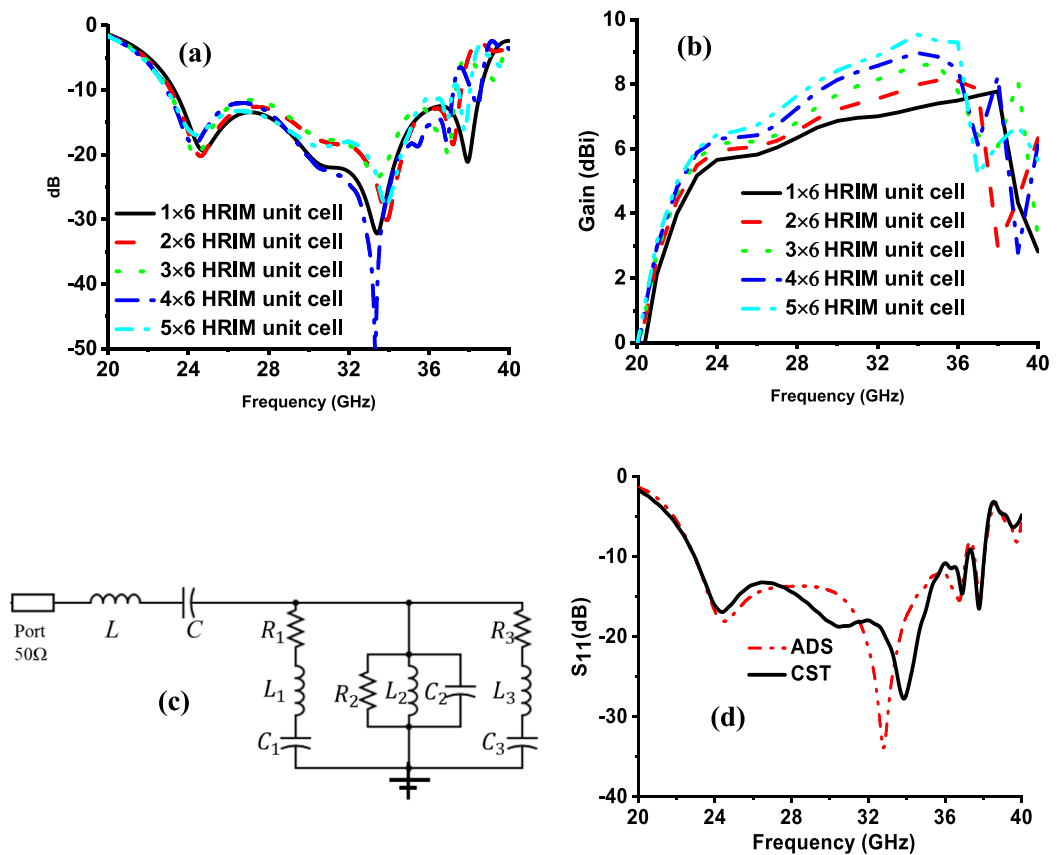 (a)
0
-10
-20
-30
-40
-50
dB
1×6 HRIM unit cell
2×6 HRIM unit cell
3×6 HRIM unit cell
4×6 HRIM unit cell
5×6 HRIM unit cell
20 24 28 32 36 40
Frequency (GHz)
(b)
10
8
6
4
2
0
Gain (dBi)
1×6 HRIM unit cell
2×6 HRIM unit cell
3×6 HRIM unit cell
4×6 HRIM unit cell
5×6 HRIM unit cell
20 24 28 32 36 40
Frequency (GHz)
Port
50Ω
L
C
R1
L1
C1
R2
L2
C2
R3
L3
C3
(c)
0
-10
-20
-30
-40
S11(dB)
ADS
CST
(d)
20 24 28 32 36 40
Frequency (GHz)